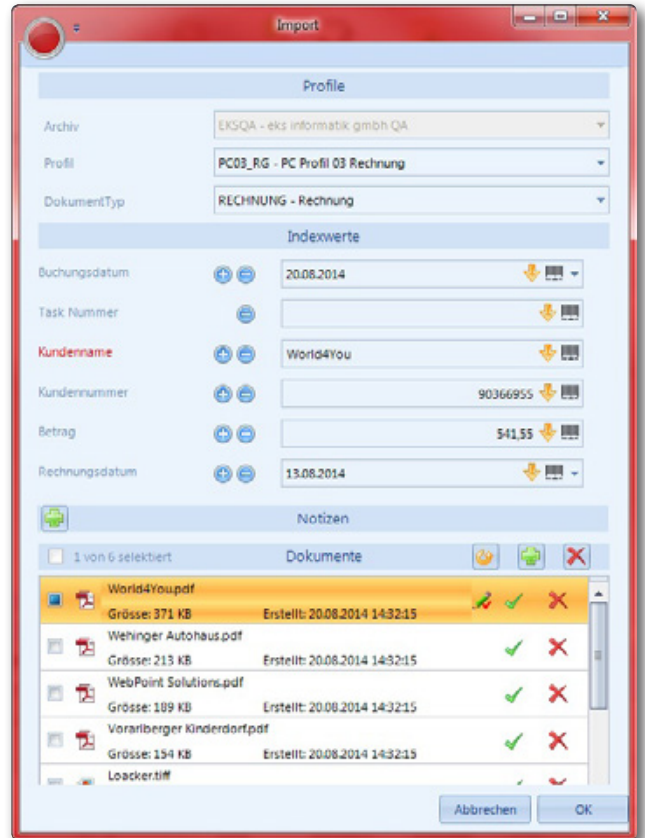 Import
Profile
Archiv EKSQA - eks informatik gmbh QA
Profil PC03_RG - PC Profil 03 Rechnung
DokumentTyp RECHNUNG - Rechnung
Indexwerte
Buchungsdatum 20.08.2014
Task Nummer
Kundenname World4You
Kundennummer 90366955
Betrag 541,55
Rechnungsdatum 13.08.2014
Notizen
1 von 6 selektiert Dokumente
World4You.pdf
Grösse: 371 KB Erstellt: 20.08.2014 14:32:15
Wehinger Autohaus.pdf
Grösse: 213 KB Erstellt: 20.08.2014 14:32:15
WebPoint Solutions.pdf
Grösse: 189 KB Erstellt: 20.08.2014 14:32:15
Vorarlberger Kinderdorf.pdf
Grösse: 154 KB Erstellt: 20.08.2014 14:32:15
Loacker.tiff
Abbrechen OK